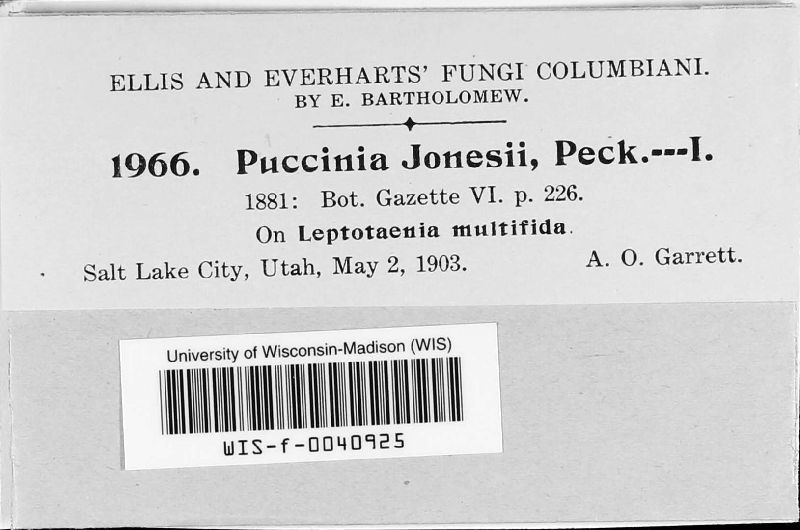 ELLIS AND EVERHARTS' FUNGI COLUMBIANI.
BY E. BARTHOLOMEW.
1966. Puccinia Jonesii, Peck.---I.
1881: Bot. Gazette VI. p. 226.
On Leptotaenia multifida.
Salt Lake City, Utah, May 2, 1903. A. O. Garrett.
University of Wisconsin-Madison (WIS)
WIS-f-0040925